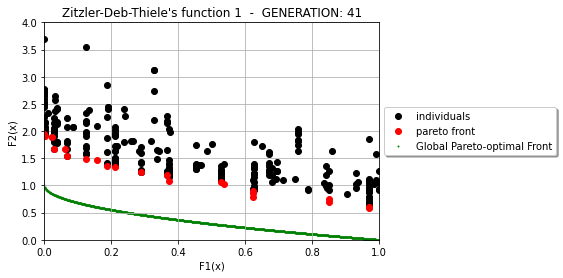 Zitzler-Deb-Thiele's function 1 - GENERATION: 41
4.0
3.5
3.0
2.5
2.0
1.5
1.0
0.5
0.0
F2(x)
0.0 0.2 0.4 0.6 0.8 1.0
F1(x)
individuals
pareto front
Global Pareto-optimal Front